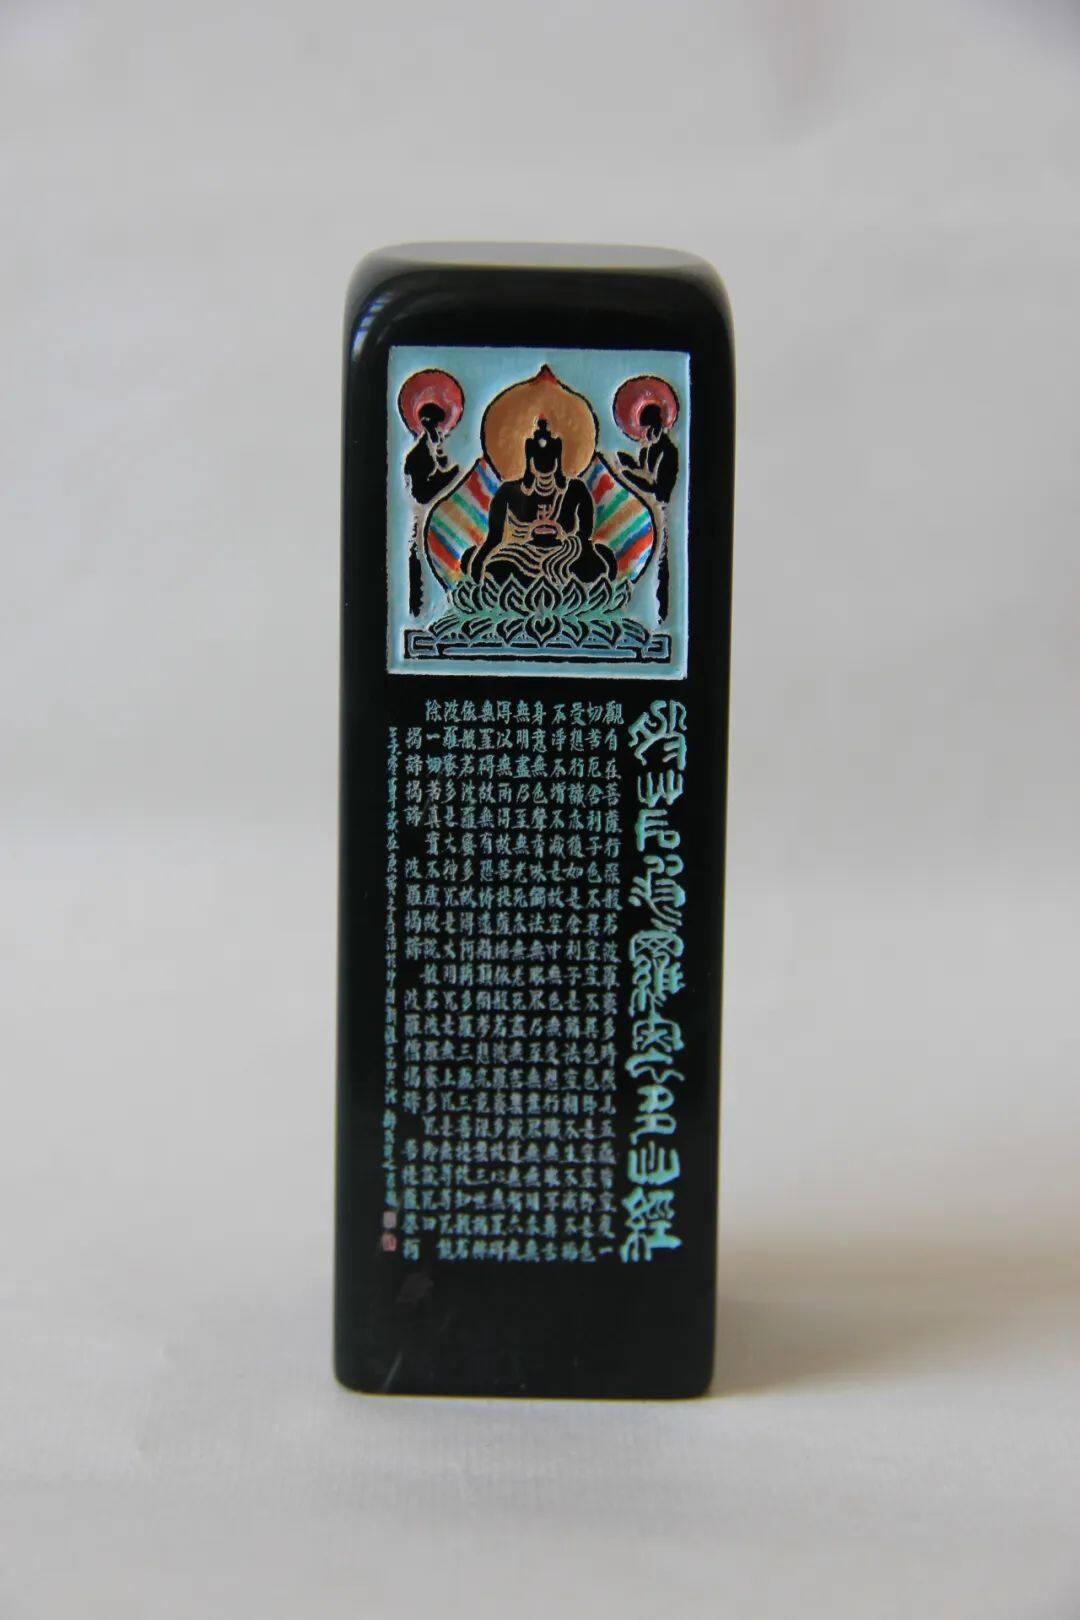 般若波羅蜜多心經
觀自在菩薩行深般若波羅蜜多時照見五蘊皆空度一
切苦厄舍利子色不異空空不異色色即是空空即是色
受想行識亦復如是舍利子是諸法空相不生不滅不垢
不淨不增不減是故空中無色無受想行識無眼耳鼻舌
身意無色聲香味觸法無眼界乃至無意識界無無明亦無
無明盡乃至無老死亦無老死盡無苦集滅道無智亦無
得以無所得故菩提薩埵依般若波羅蜜多故心無罣碍
無罣碍故無有恐怖遠離顛倒夢想究竟涅槃三世諸佛
依般若波羅蜜多故得阿耨多羅三藐三菩提故知般若
波羅蜜多是大神咒是大明咒是無上咒是無等等咒能
除一切苦真實不虛故說般若波羅蜜多咒即說咒曰
揭諦揭諦 波羅揭諦 波羅僧揭諦 菩提薩婆訶